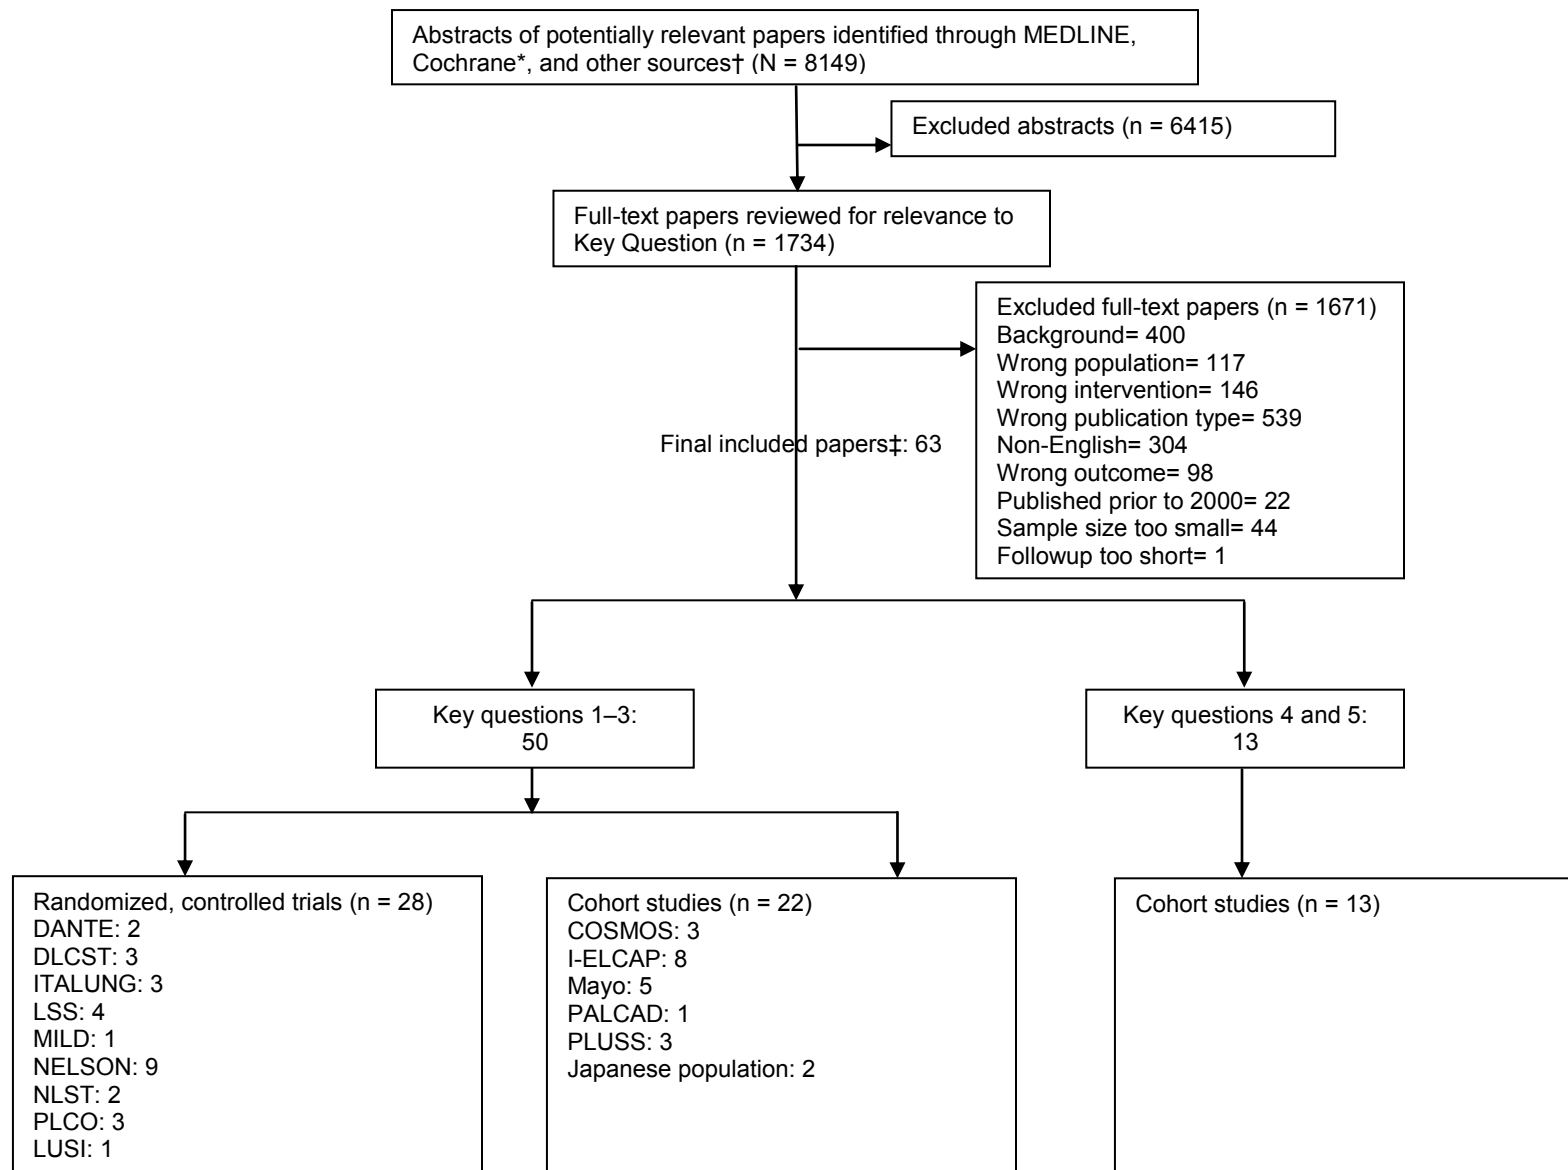 Abstracts of potentially relevant papers identified through MEDLINE,
Cochrane*, and other sources† (N = 8149)
Excluded abstracts (n = 6415)
Full-text papers reviewed for relevance to
Key Question (n = 1734)
Excluded full-text papers (n = 1671)
Background= 400
Wrong population= 117
Wrong intervention= 146
Wrong publication type= 539
Non-English= 304
Wrong outcome= 98
Published prior to 2000= 22
Sample size too small= 44
Followup too short= 1
Final included papers‡: 63
Key questions 1–3:
50
Key questions 4 and 5:
13
Randomized, controlled trials (n = 28)
DANTE: 2
DLCST: 3
ITALUNG: 3
LSS: 4
MILD: 1
NELSON: 9
NLST: 2
PLCO: 3
LUSI: 1
Cohort studies (n = 22)
COSMOS: 3
I-ELCAP: 8
Mayo: 5
PALCAD: 1
PLUSS: 3
Japanese population: 2
Cohort studies (n = 13)